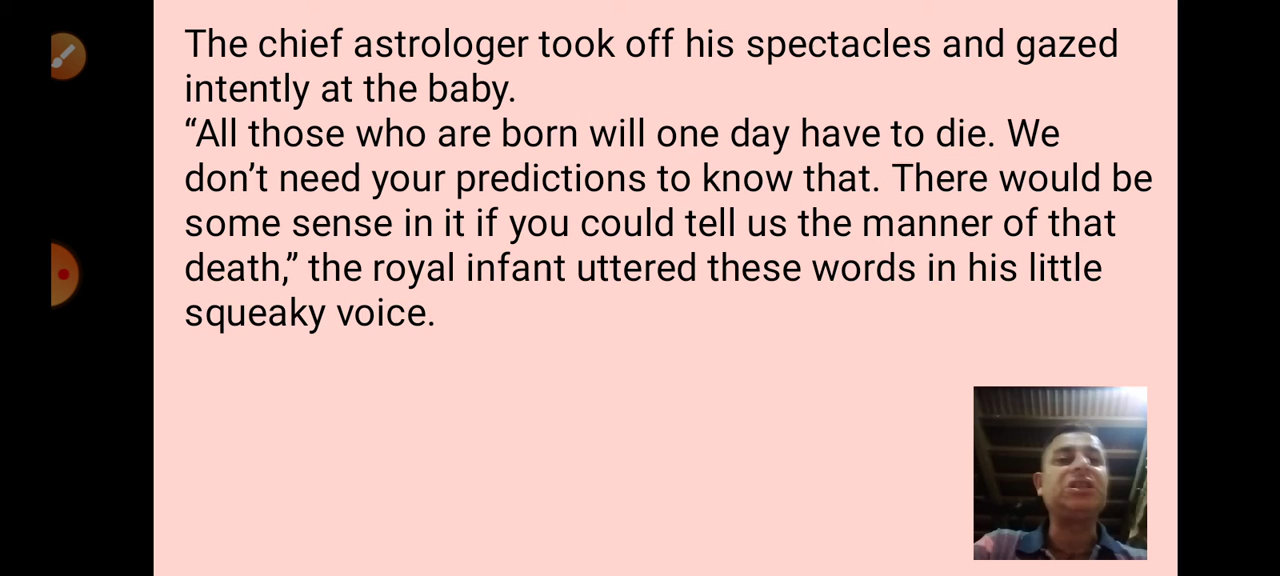 The chief astrologer took off his spectacles and gazed
intently at the baby.
“All those who are born will one day have to die. We
don’t need your predictions to know that. There would be
some sense in it if you could tell us the manner of that
death,” the royal infant uttered these words in his little
squeaky voice.